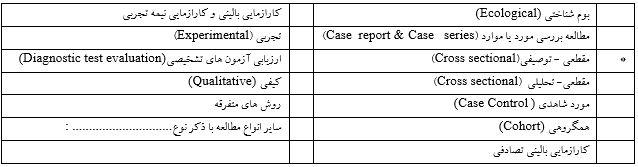 بوم شناختی (Ecological) کارازمایی بالینی و کارازمایی نیمه تجربی
مطالعه بررسی مورد یا موارد (Case report & Case series) تجربی (Experimental)
* مقطعی - توصیفی (Cross sectional) ارزیابی آزمون های تشخیصی (Diagnostic test evaluation)
مقطعی- تحلیلی (Cross sectional) کیفی (Qualitative)
مورد شاهدی ( Case Control) روش های متفرقه
همگروهی (Cohort) سایر انواع مطالعه با ذکر نوع.............................. :
کارازمایی بالینی تصادفی